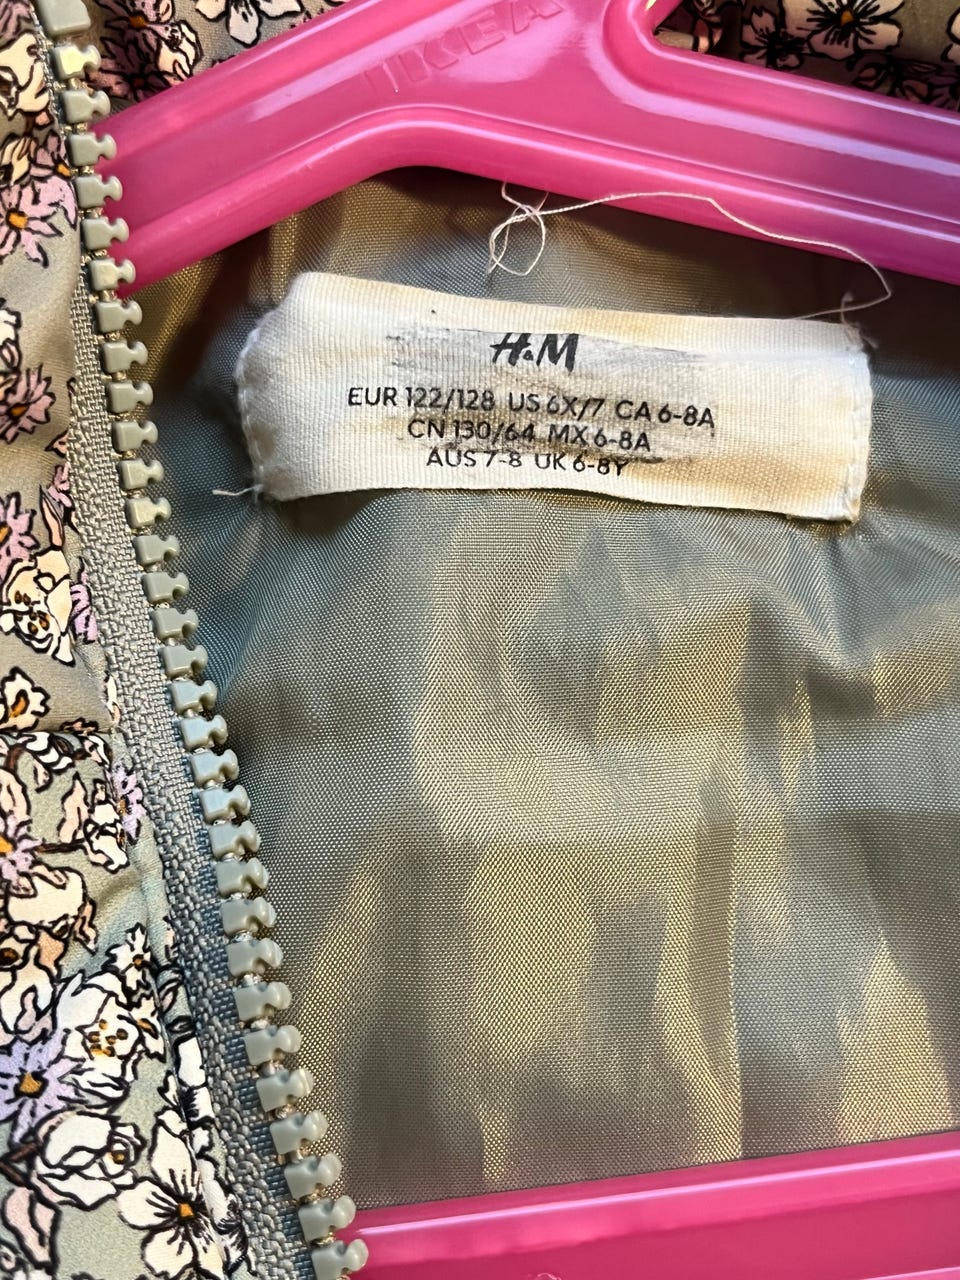 IKEA
H&M
EUR 122/128 US 6X/7 CA 6-8A
CN 130/64 MX 6-8A
AUS 7-8 UK 6-8Y